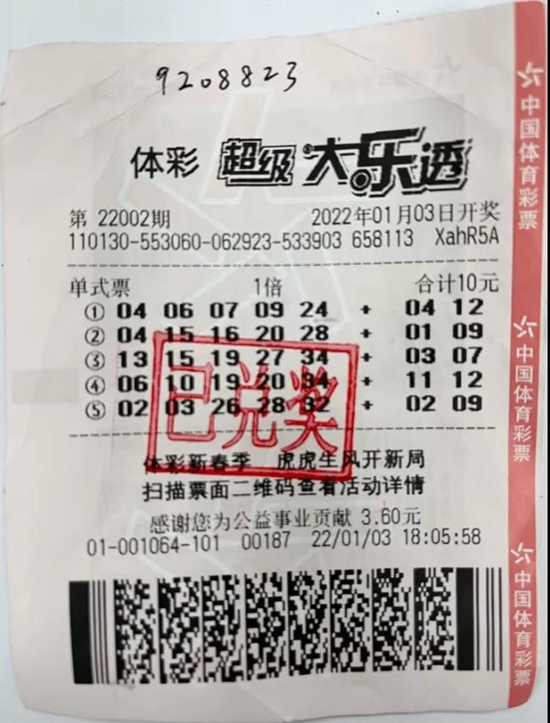 9208823
体彩 超级大乐透
第 22002期 2022年01月03日开奖
110130-553060-062923-533903 658113 XahR5A
单式票 1倍 合计10元
① 04 06 07 09 24 + 04 12
② 04 15 16 20 28 + 01 09
③ 13 15 19 27 34 + 03 07
④ 06 10 19 20 34 + 11 12
⑤ 02 03 26 28 32 + 02 09
已兑奖
体彩新春季 虎虎生风开新局
扫描票面二维码查看活动详情
感谢您为公益事业贡献 3.60元
01-001064-101 00187 22/01/03 18:05:58
中国体育彩票
中国体育彩票
中国体育彩票